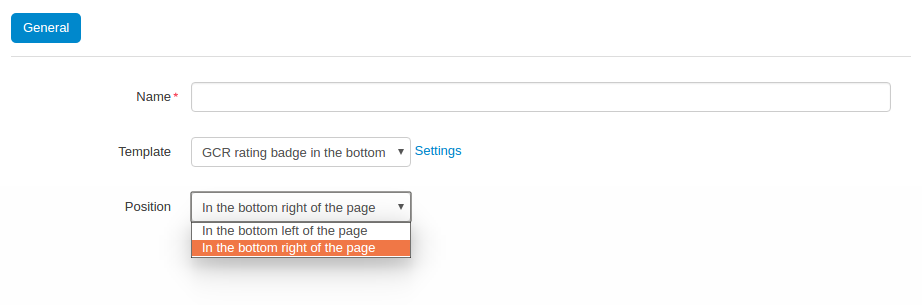 General
Name*
Template GCR rating badge in the bottom Settings
Position In the bottom right of the page
In the bottom left of the page
In the bottom right of the page